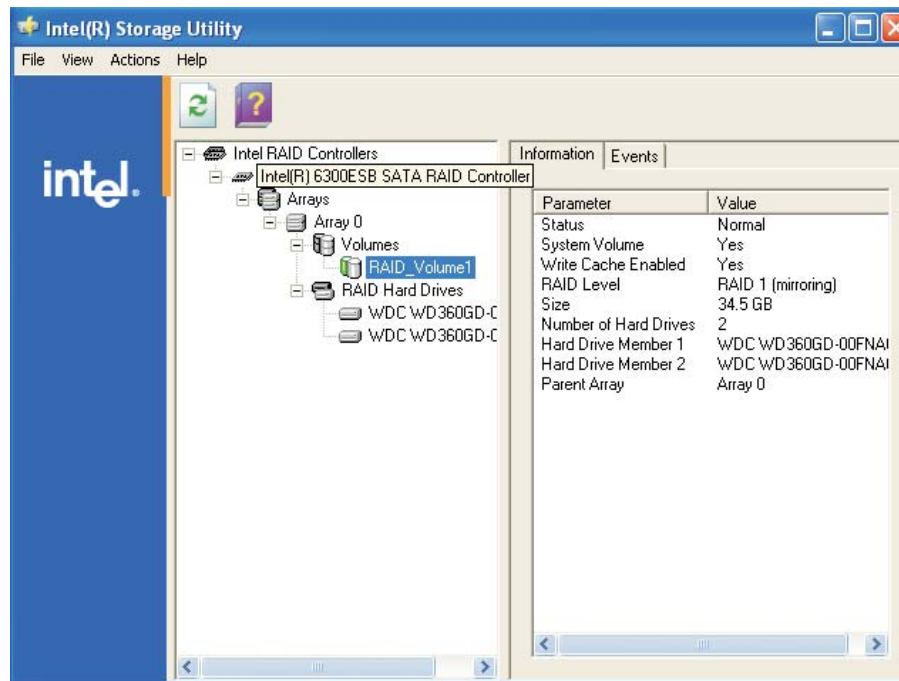 Intel(R) Storage Utility
File View Actions Help
intel.
Intel RAID Controllers
Intel(R) 6300ESB SATA RAID Controller
Arrays
Array 0
Volumes
RAID_Volume1
RAID Hard Drives
WDC WD360GD-0
WDC WD360GD-0
Information Events
Parameter Value
Status Normal
System Volume Yes
Write Cache Enabled Yes
RAID Level RAID 1 (mirroring)
Size 34.5 GB
Number of Hard Drives 2
Hard Drive Member 1 WDC WD360GD-00FNA
Hard Drive Member 2 WDC WD360GD-00FNA
Parent Array Array 0